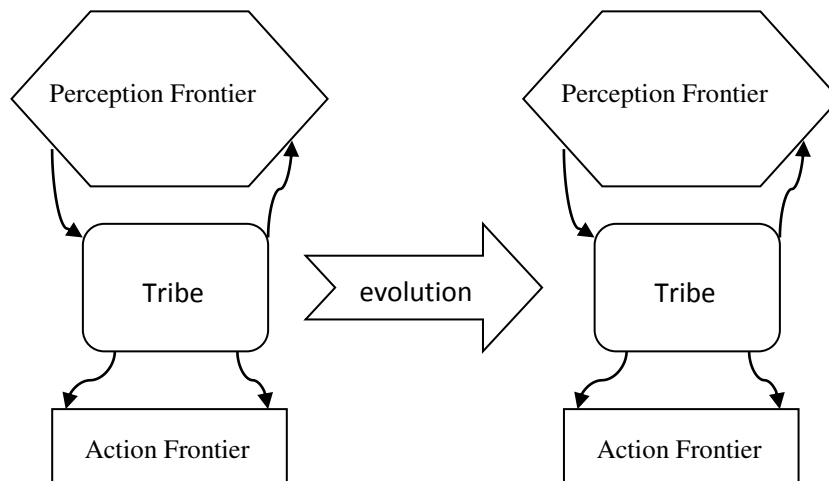 Perception Frontier
Perception Frontier
Tribe
evolution
Tribe
Action Frontier
Action Frontier